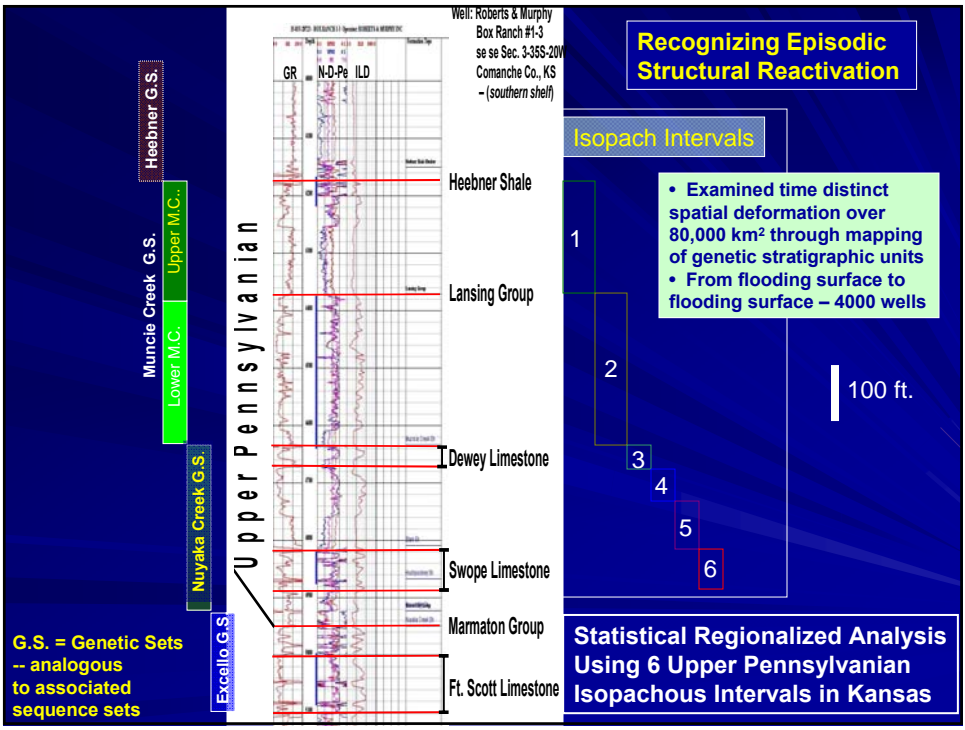 Well: Roberts & Murphy
Box Ranch #1-3
se se Sec. 3-35S-20W
Comanche Co., KS
– (southern shelf)
Recognizing Episodic
Structural Reactivation
GR N-D-Pe ILD
Isopach Intervals
• Examined time distinct
spatial deformation over
80,000 km² through mapping
of genetic stratigraphic units
• From flooding surface to
flooding surface – 4000 wells
Heebner G.S.
Muncie Creek G.S.
Upper M.C..
Lower M.C.
Nuyaka Creek G.S.
Excello G.S.
Upper Pennsylvanian
Heebner Shale
Lansing Group
Dewey Limestone
Swope Limestone
Marmaton Group
Ft. Scott Limestone
1
2
3
4
5
6
100 ft.
G.S. = Genetic Sets
-- analogous
to associated
sequence sets
Statistical Regionalized Analysis
Using 6 Upper Pennsylvanian
Isopachous Intervals in Kansas